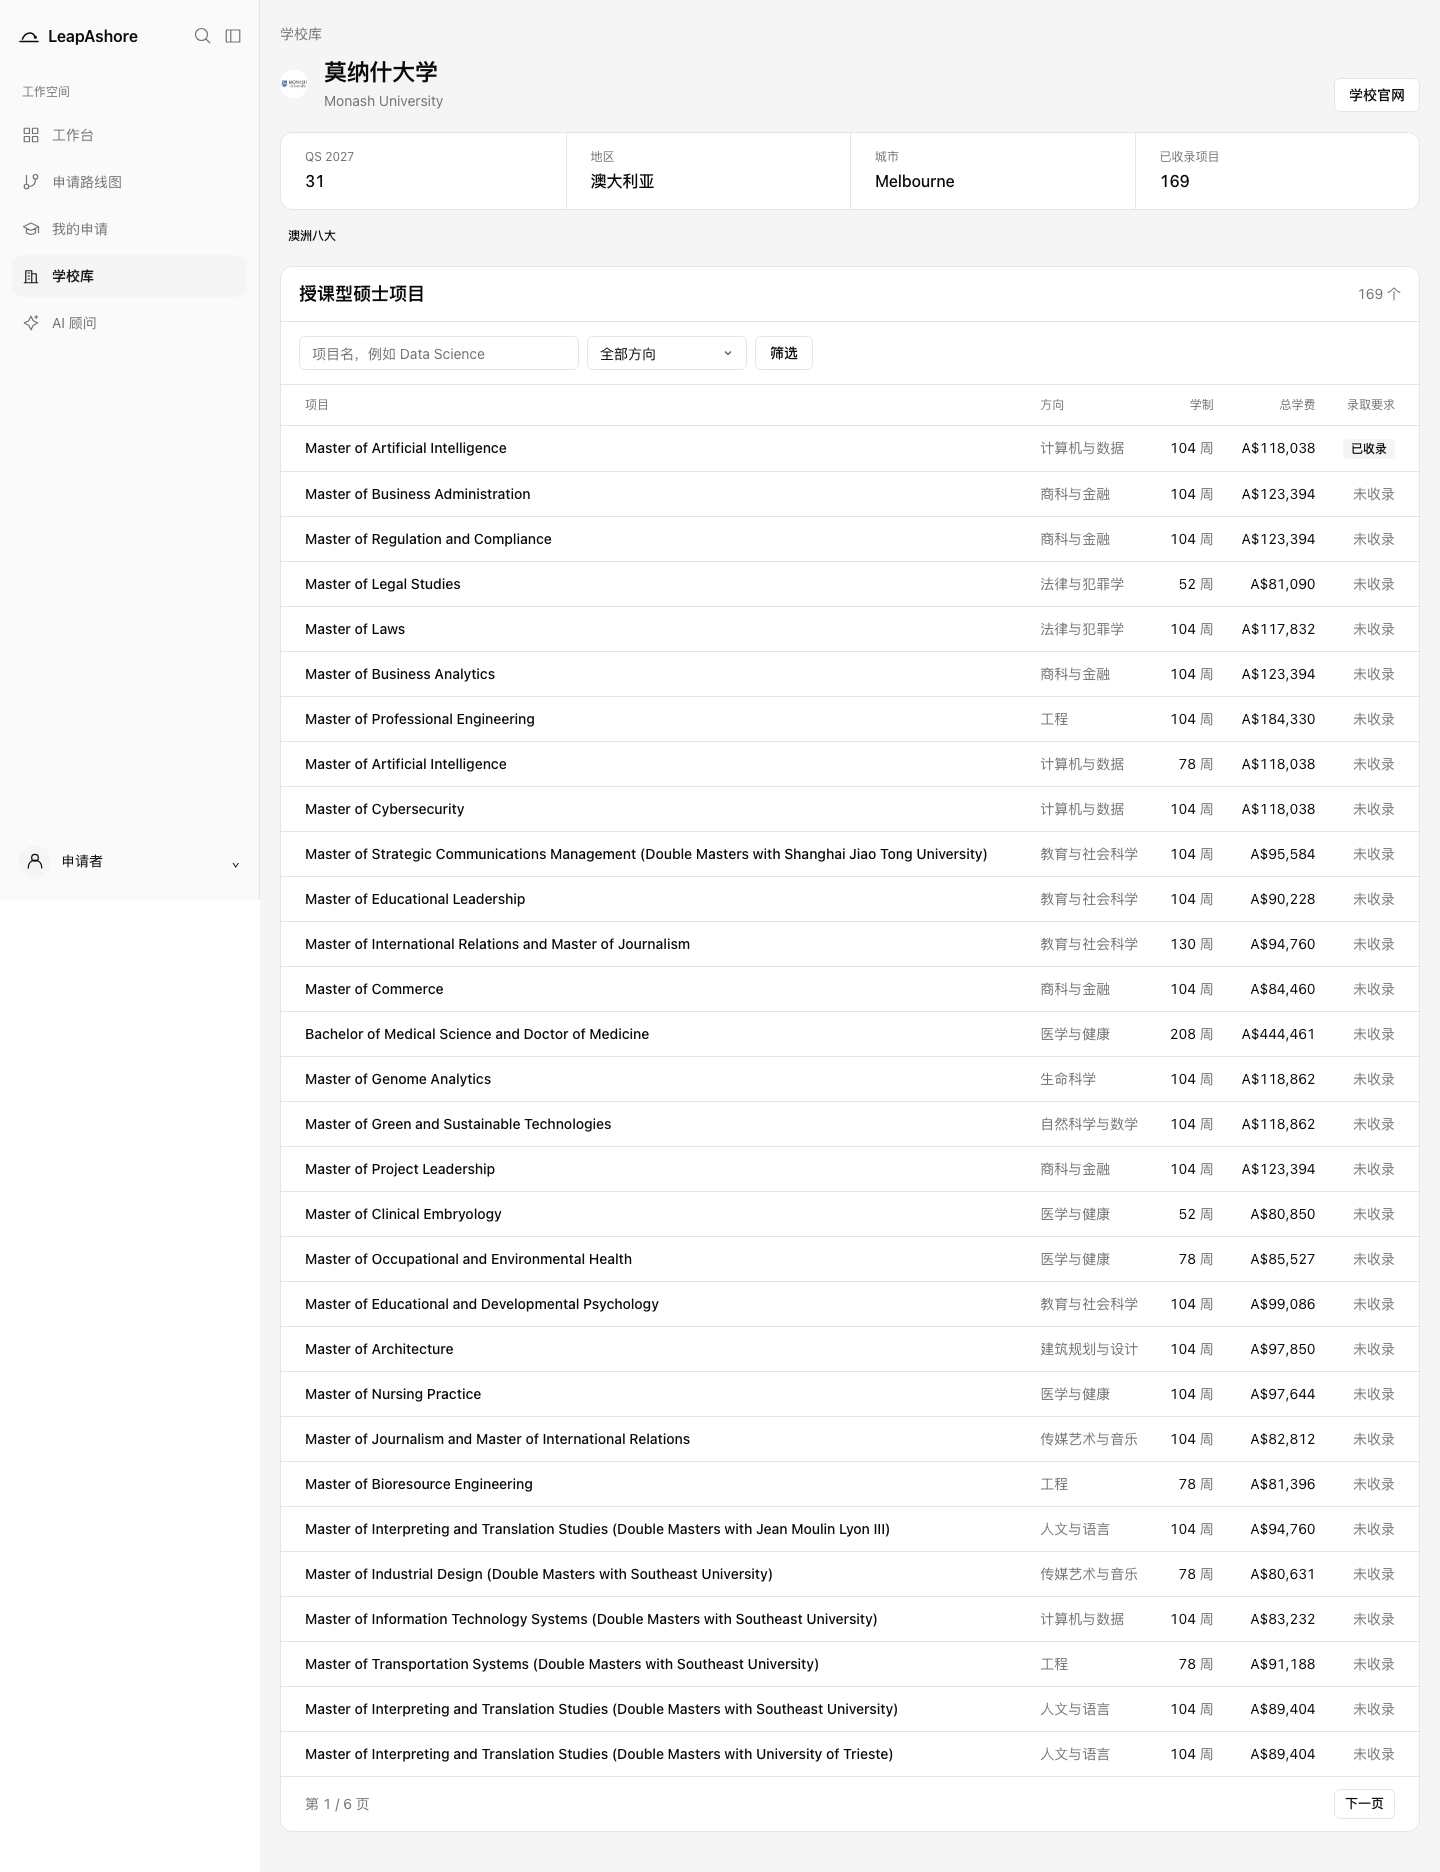 LeapAshore
工作空间
工作台
申请路线图
我的申请
学校库
AI 顾问
申请者
学校库
莫纳什大学
Monash University
学校官网
QS 2027
31
地区
澳大利亚
城市
Melbourne
已收录项目
169
澳洲八大
授课型硕士项目 169 个
项目名，例如 Data Science 全部方向 筛选
项目 方向 学制 总学费 录取要求
Master of Artificial Intelligence 计算机与数据 104 周 A$118,038 已收录
Master of Business Administration 商科与金融 104 周 A$123,394 未收录
Master of Regulation and Compliance 商科与金融 104 周 A$123,394 未收录
Master of Legal Studies 法律与犯罪学 52 周 A$81,090 未收录
Master of Laws 法律与犯罪学 104 周 A$117,832 未收录
Master of Business Analytics 商科与金融 104 周 A$123,394 未收录
Master of Professional Engineering 工程 104 周 A$184,330 未收录
Master of Artificial Intelligence 计算机与数据 78 周 A$118,038 未收录
Master of Cybersecurity 计算机与数据 104 周 A$118,038 未收录
Master of Strategic Communications Management (Double Masters with Shanghai Jiao Tong University) 教育与社会科学 104 周 A$95,584 未收录
Master of Educational Leadership 教育与社会科学 104 周 A$90,228 未收录
Master of International Relations and Master of Journalism 教育与社会科学 130 周 A$94,760 未收录
Master of Commerce 商科与金融 104 周 A$84,460 未收录
Bachelor of Medical Science and Doctor of Medicine 医学与健康 208 周 A$444,461 未收录
Master of Genome Analytics 生命科学 104 周 A$118,862 未收录
Master of Green and Sustainable Technologies 自然科学与数学 104 周 A$118,862 未收录
Master of Project Leadership 商科与金融 104 周 A$123,394 未收录
Master of Clinical Embryology 医学与健康 52 周 A$80,850 未收录
Master of Occupational and Environmental Health 医学与健康 78 周 A$85,527 未收录
Master of Educational and Developmental Psychology 教育与社会科学 104 周 A$99,086 未收录
Master of Architecture 建筑规划与设计 104 周 A$97,850 未收录
Master of Nursing Practice 医学与健康 104 周 A$97,644 未收录
Master of Journalism and Master of International Relations 传媒艺术与音乐 104 周 A$82,812 未收录
Master of Bioresource Engineering 工程 78 周 A$81,396 未收录
Master of Interpreting and Translation Studies (Double Masters with Jean Moulin Lyon III) 人文与语言 104 周 A$94,760 未收录
Master of Industrial Design (Double Masters with Southeast University) 传媒艺术与音乐 78 周 A$80,631 未收录
Master of Information Technology Systems (Double Masters with Southeast University) 计算机与数据 104 周 A$83,232 未收录
Master of Transportation Systems (Double Masters with Southeast University) 工程 78 周 A$91,188 未收录
Master of Interpreting and Translation Studies (Double Masters with Southeast University) 人文与语言 104 周 A$89,404 未收录
Master of Interpreting and Translation Studies (Double Masters with University of Trieste) 人文与语言 104 周 A$89,404 未收录
第 1 / 6 页 下一页